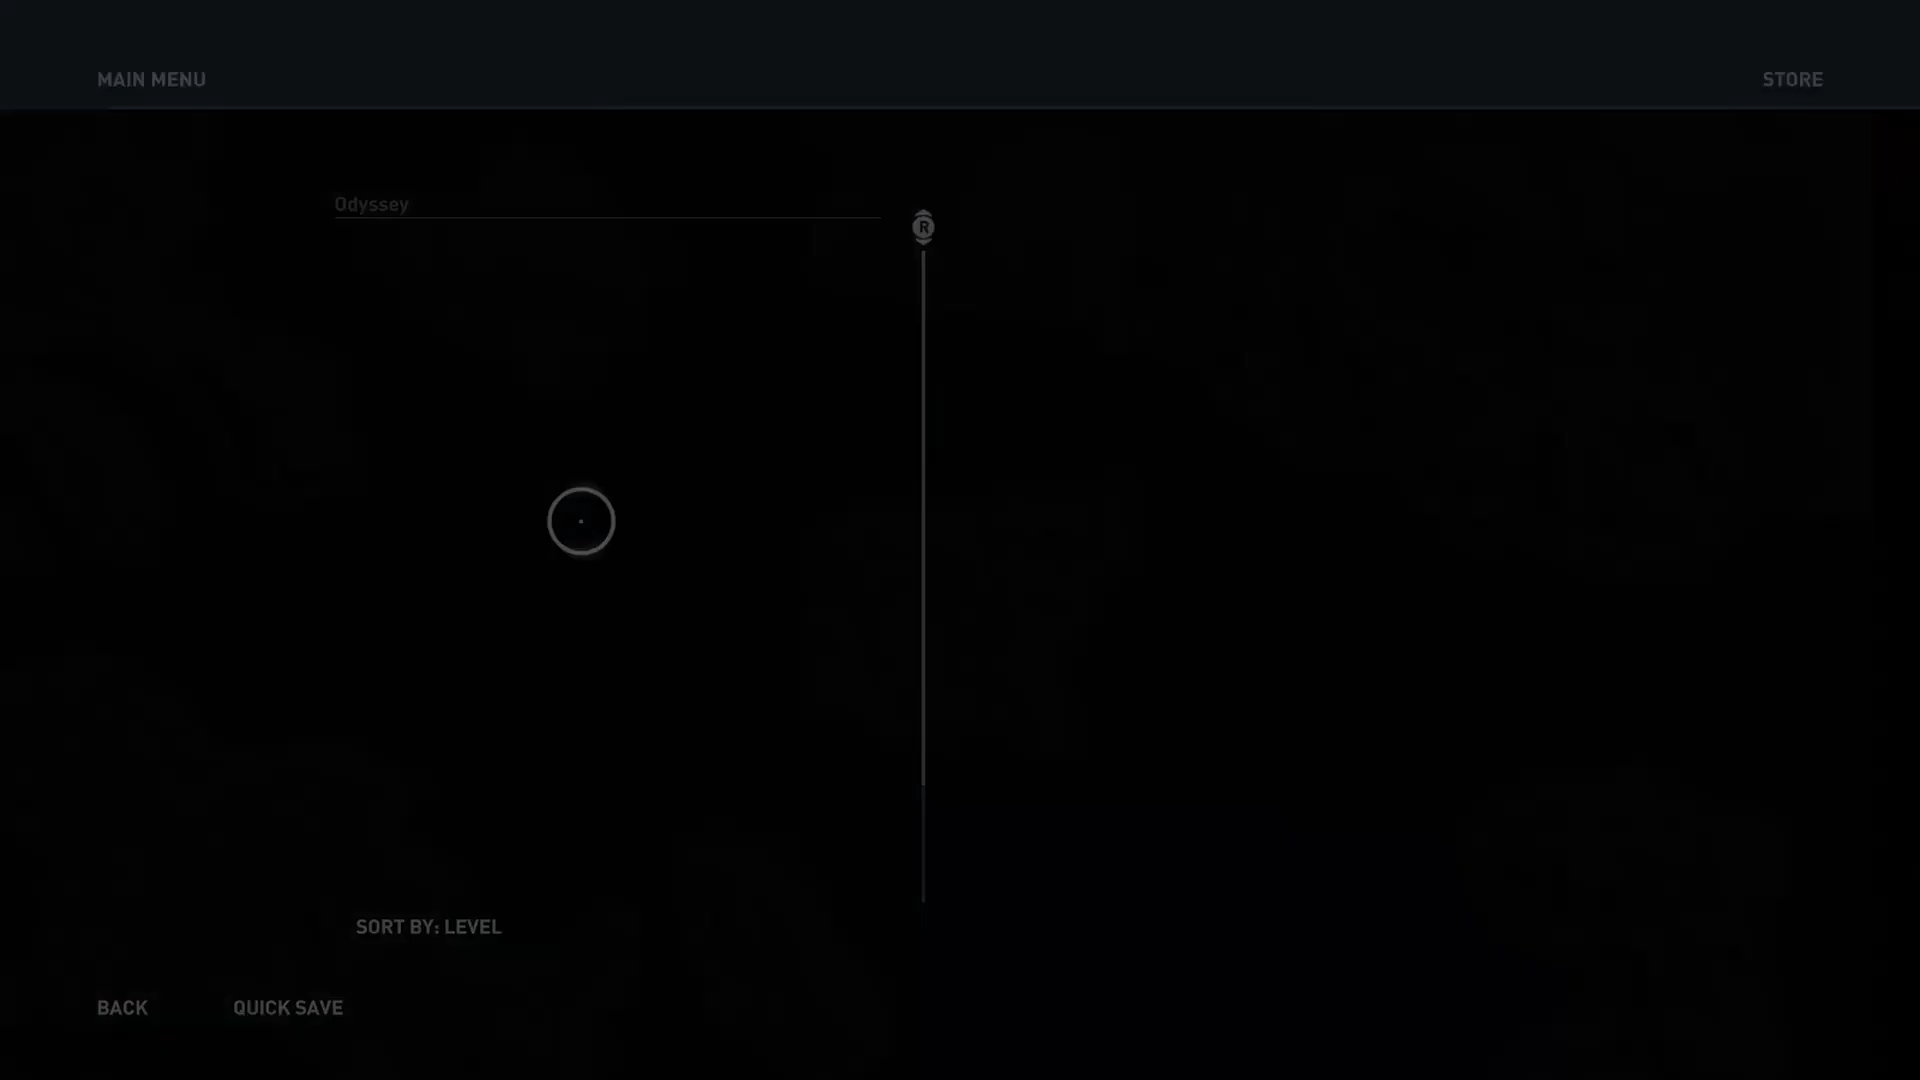 MAIN MENU
STORE
Odyssey
R
SORT BY: LEVEL
BACK
QUICK SAVE